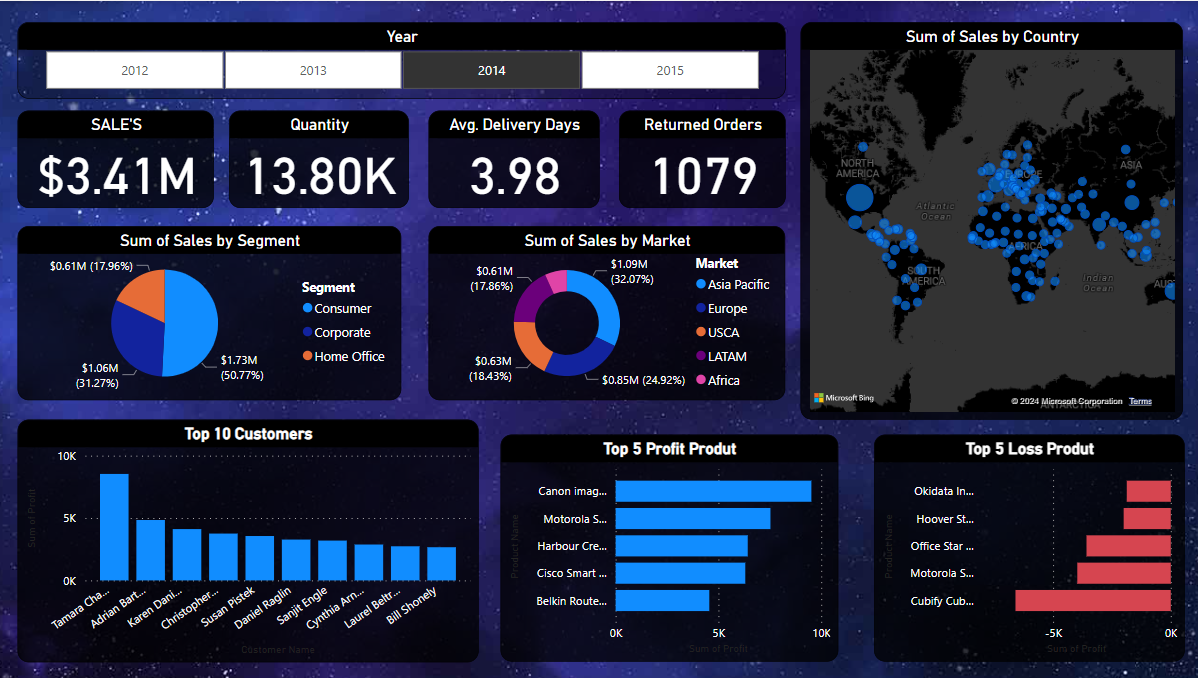 Year
2012 2013 2014 2015
SALE'S
$3.41M
Quantity
13.80K
Avg. Delivery Days
3.98
Returned Orders
1079
Sum of Sales by Country
NORTH
AMERICA
EUROPE
ASIA
Atlantic
Ocean
AFRICA
SOUTH
AMERICA
Indian
Ocean
AUS
ANTARCTICA
Microsoft Bing
© 2024 Microsoft Corporation Terms
Sum of Sales by Segment
$0.61M (17.96%)
$1.06M
(31.27%)
$1.73M
(50.77%)
Segment
Consumer
Corporate
Home Office
Sum of Sales by Market
$0.61M
(17.86%)
$1.09M
(32.07%)
$0.63M
(18.43%)
$0.85M (24.92%)
Market
Asia Pacific
Europe
USCA
LATAM
Africa
Top 10 Customers
Sum of Profit
10K
5K
0K
Tamara Cha...
Adrian Bart...
Karen Dani...
Christopher...
Susan Pistek
Daniel Raglin
Sanjit Engle
Cynthia Arn...
Laurel Beltr...
Bill Shonely
Customer Name
Top 5 Profit Produt
Product Name
Canon imag...
Motorola S...
Harbour Cre...
Cisco Smart ...
Belkin Route...
0K 5K 10K
Sum of Profit
Top 5 Loss Produt
Product Name
Okidata In...
Hoover St...
Office Star ...
Motorola S...
Cubify Cub...
-5K 0K
Sum of Profit